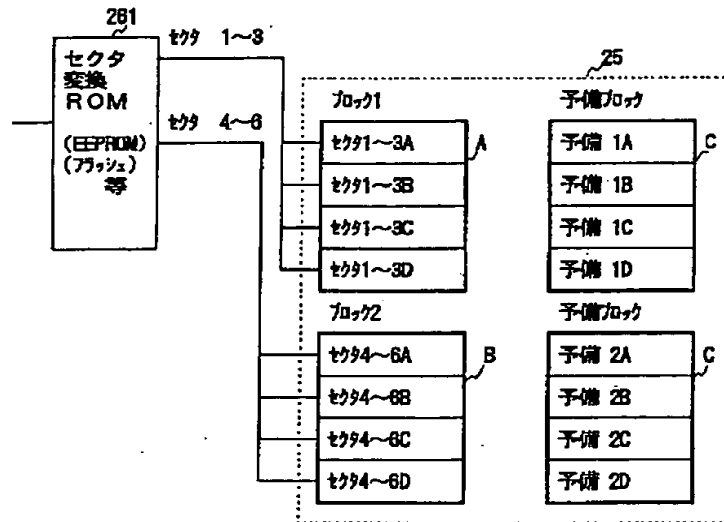 261
セクタ
変換
ROM
(EEPROM)
(フラッシュ)
等
セクタ 1〜3
セクタ 4〜6
25
ブロック1
セクタ1〜3A
セクタ1〜3B
セクタ1〜3C
セクタ1〜3D
A
予備ブロック
予備 1A
予備 1B
予備 1C
予備 1D
C
ブロック2
セクタ4〜6A
セクタ4〜6B
セクタ4〜6C
セクタ4〜6D
B
予備ブロック
予備 2A
予備 2B
予備 2C
予備 2D
C